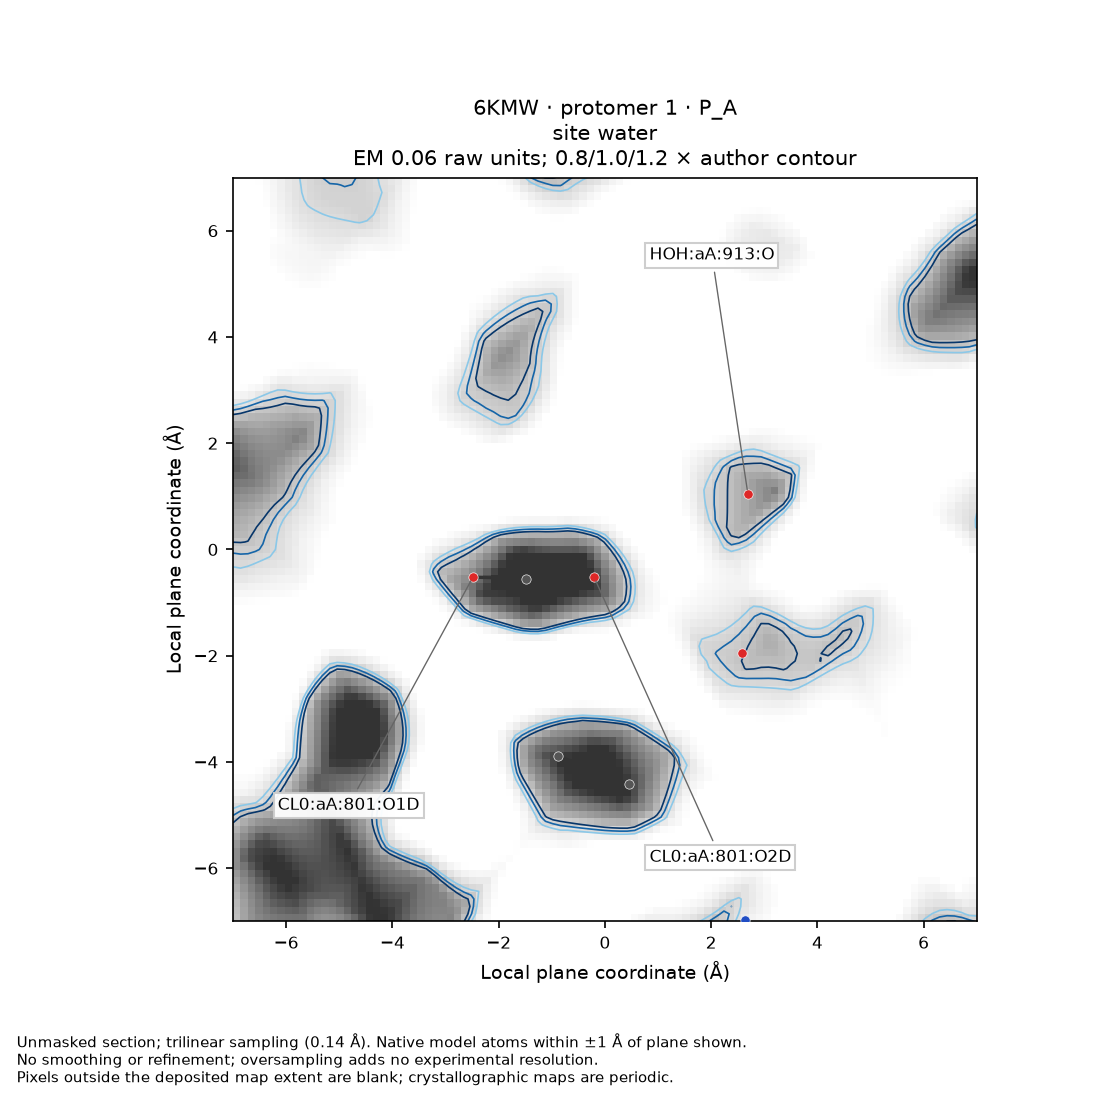 6KMW · protomer 1 · P_A
site water
EM 0.06 raw units; 0.8/1.0/1.2 × author contour
HOH:aA:913:O
CL0:aA:801:O1D
CL0:aA:801:O2D
Local plane coordinate (Å)
6
4
2
0
−2
−4
−6
−6
−4
−2
0
2
4
6
Local plane coordinate (Å)
Unmasked section; trilinear sampling (0.14 Å). Native model atoms within ±1 Å of plane shown.
No smoothing or refinement; oversampling adds no experimental resolution.
Pixels outside the deposited map extent are blank; crystallographic maps are periodic.